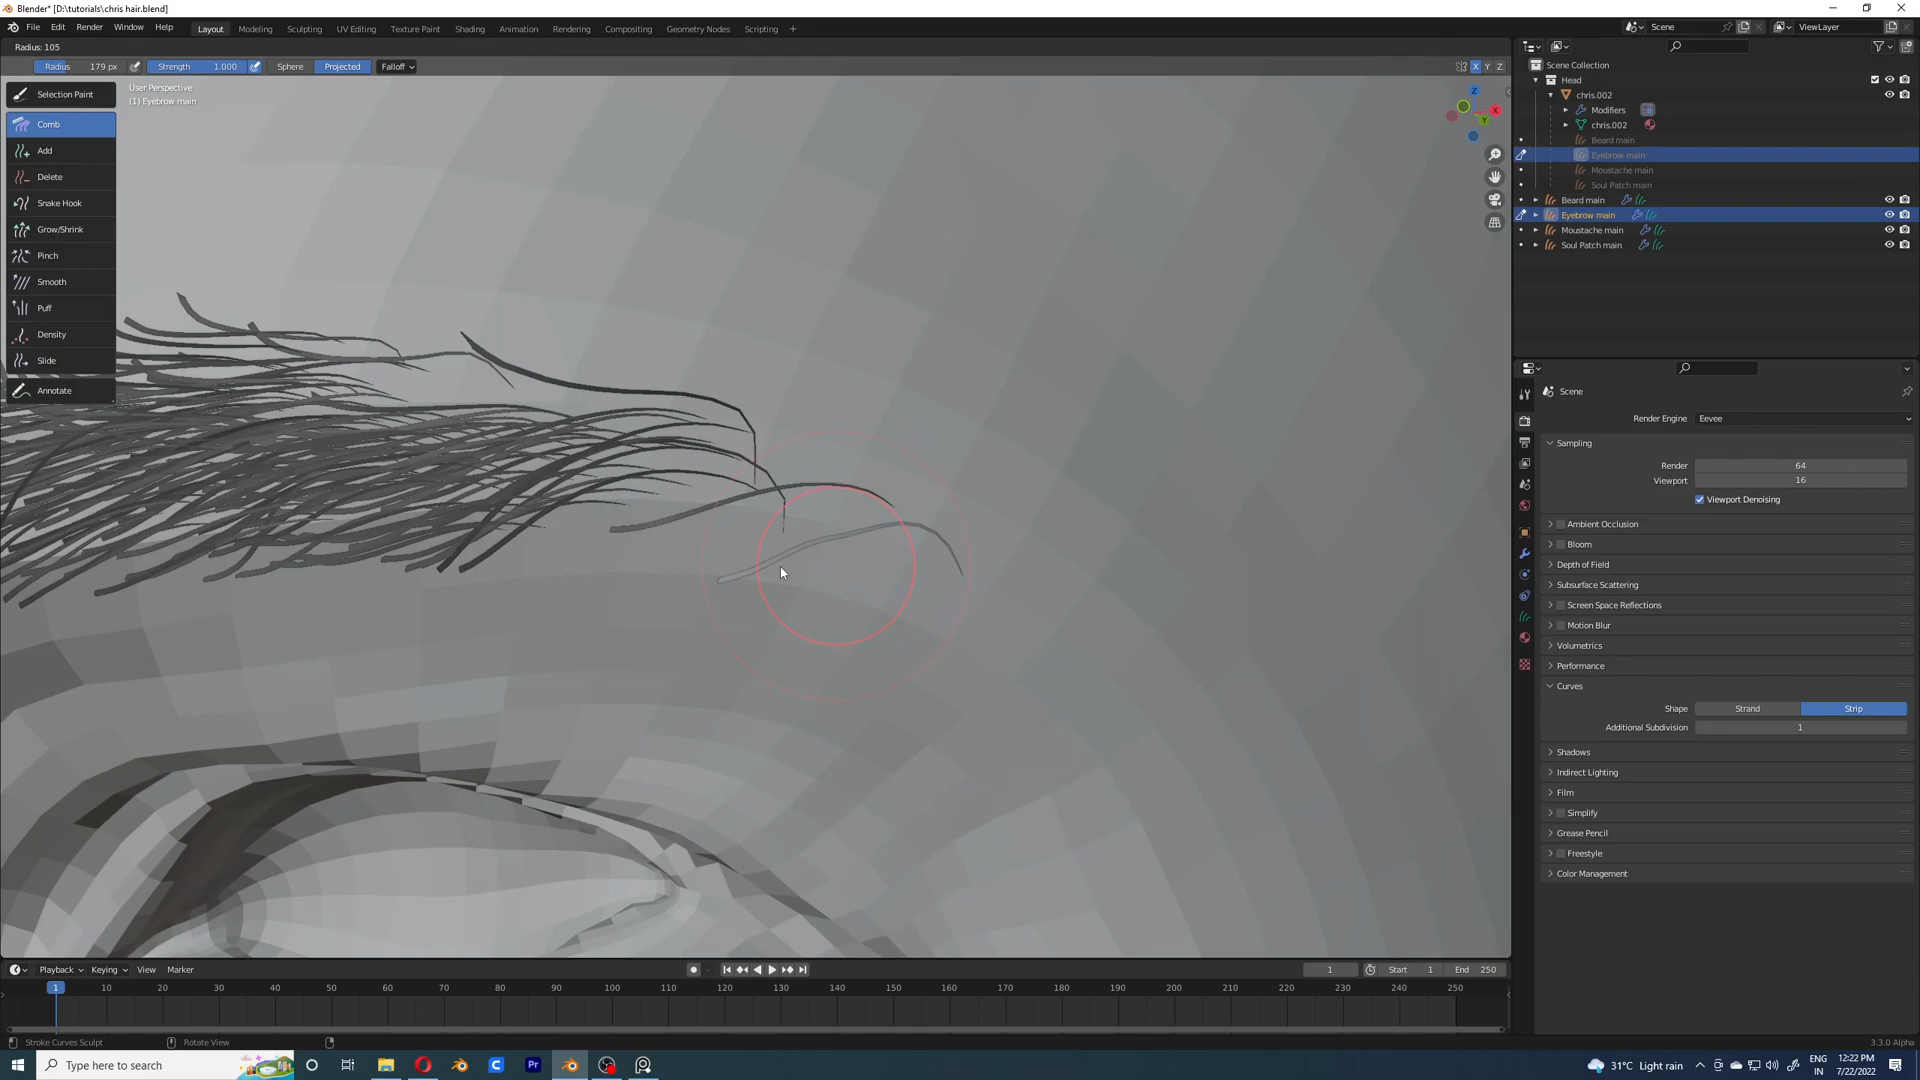 Blender* [D:\tutorials\chris hair.blend]
File Edit Render Window Help
Layout Modeling Sculpting UV Editing Texture Paint Shading Animation Rendering Compositing Geometry Nodes Scripting +
Scene
ViewLayer
Radius: 105
Radius 179 px
Strength 1.000
Sphere Projected
Falloff
X Y Z
Selection Paint
Comb
Add
Delete
Snake Hook
Grow/Shrink
Pinch
Smooth
Puff
Density
Slide
Annotate
User Perspective
(1) Eyebrow main
Z
X
Y
Scene Collection
Head
chris.002
Modifiers
chris.002
Beard main
Eyebrow main
Moustache main
Soul Patch main
Beard main
Eyebrow main
Moustache main
Soul Patch main
Scene
Render Engine Eevee
Sampling
Render 64
Viewport 16
Viewport Denoising
Ambient Occlusion
Bloom
Depth of Field
Subsurface Scattering
Screen Space Reflections
Motion Blur
Volumetrics
Performance
Curves
Shape Strand Strip
Additional Subdivision 1
Shadows
Indirect Lighting
Film
Simplify
Grease Pencil
Freestyle
Color Management
Playback Keying View Marker
1 Start 1 End 250
1 10 20 30 40 50 60 70 80 90 100 110 120 130 140 150 160 170 180 190 200 210 220 230 240 250
Stroke Curves Sculpt Rotate View
3.3.0 Alpha
Type here to search
Pr
31°C Light rain
ENG
IN
12:22 PM
7/22/2022